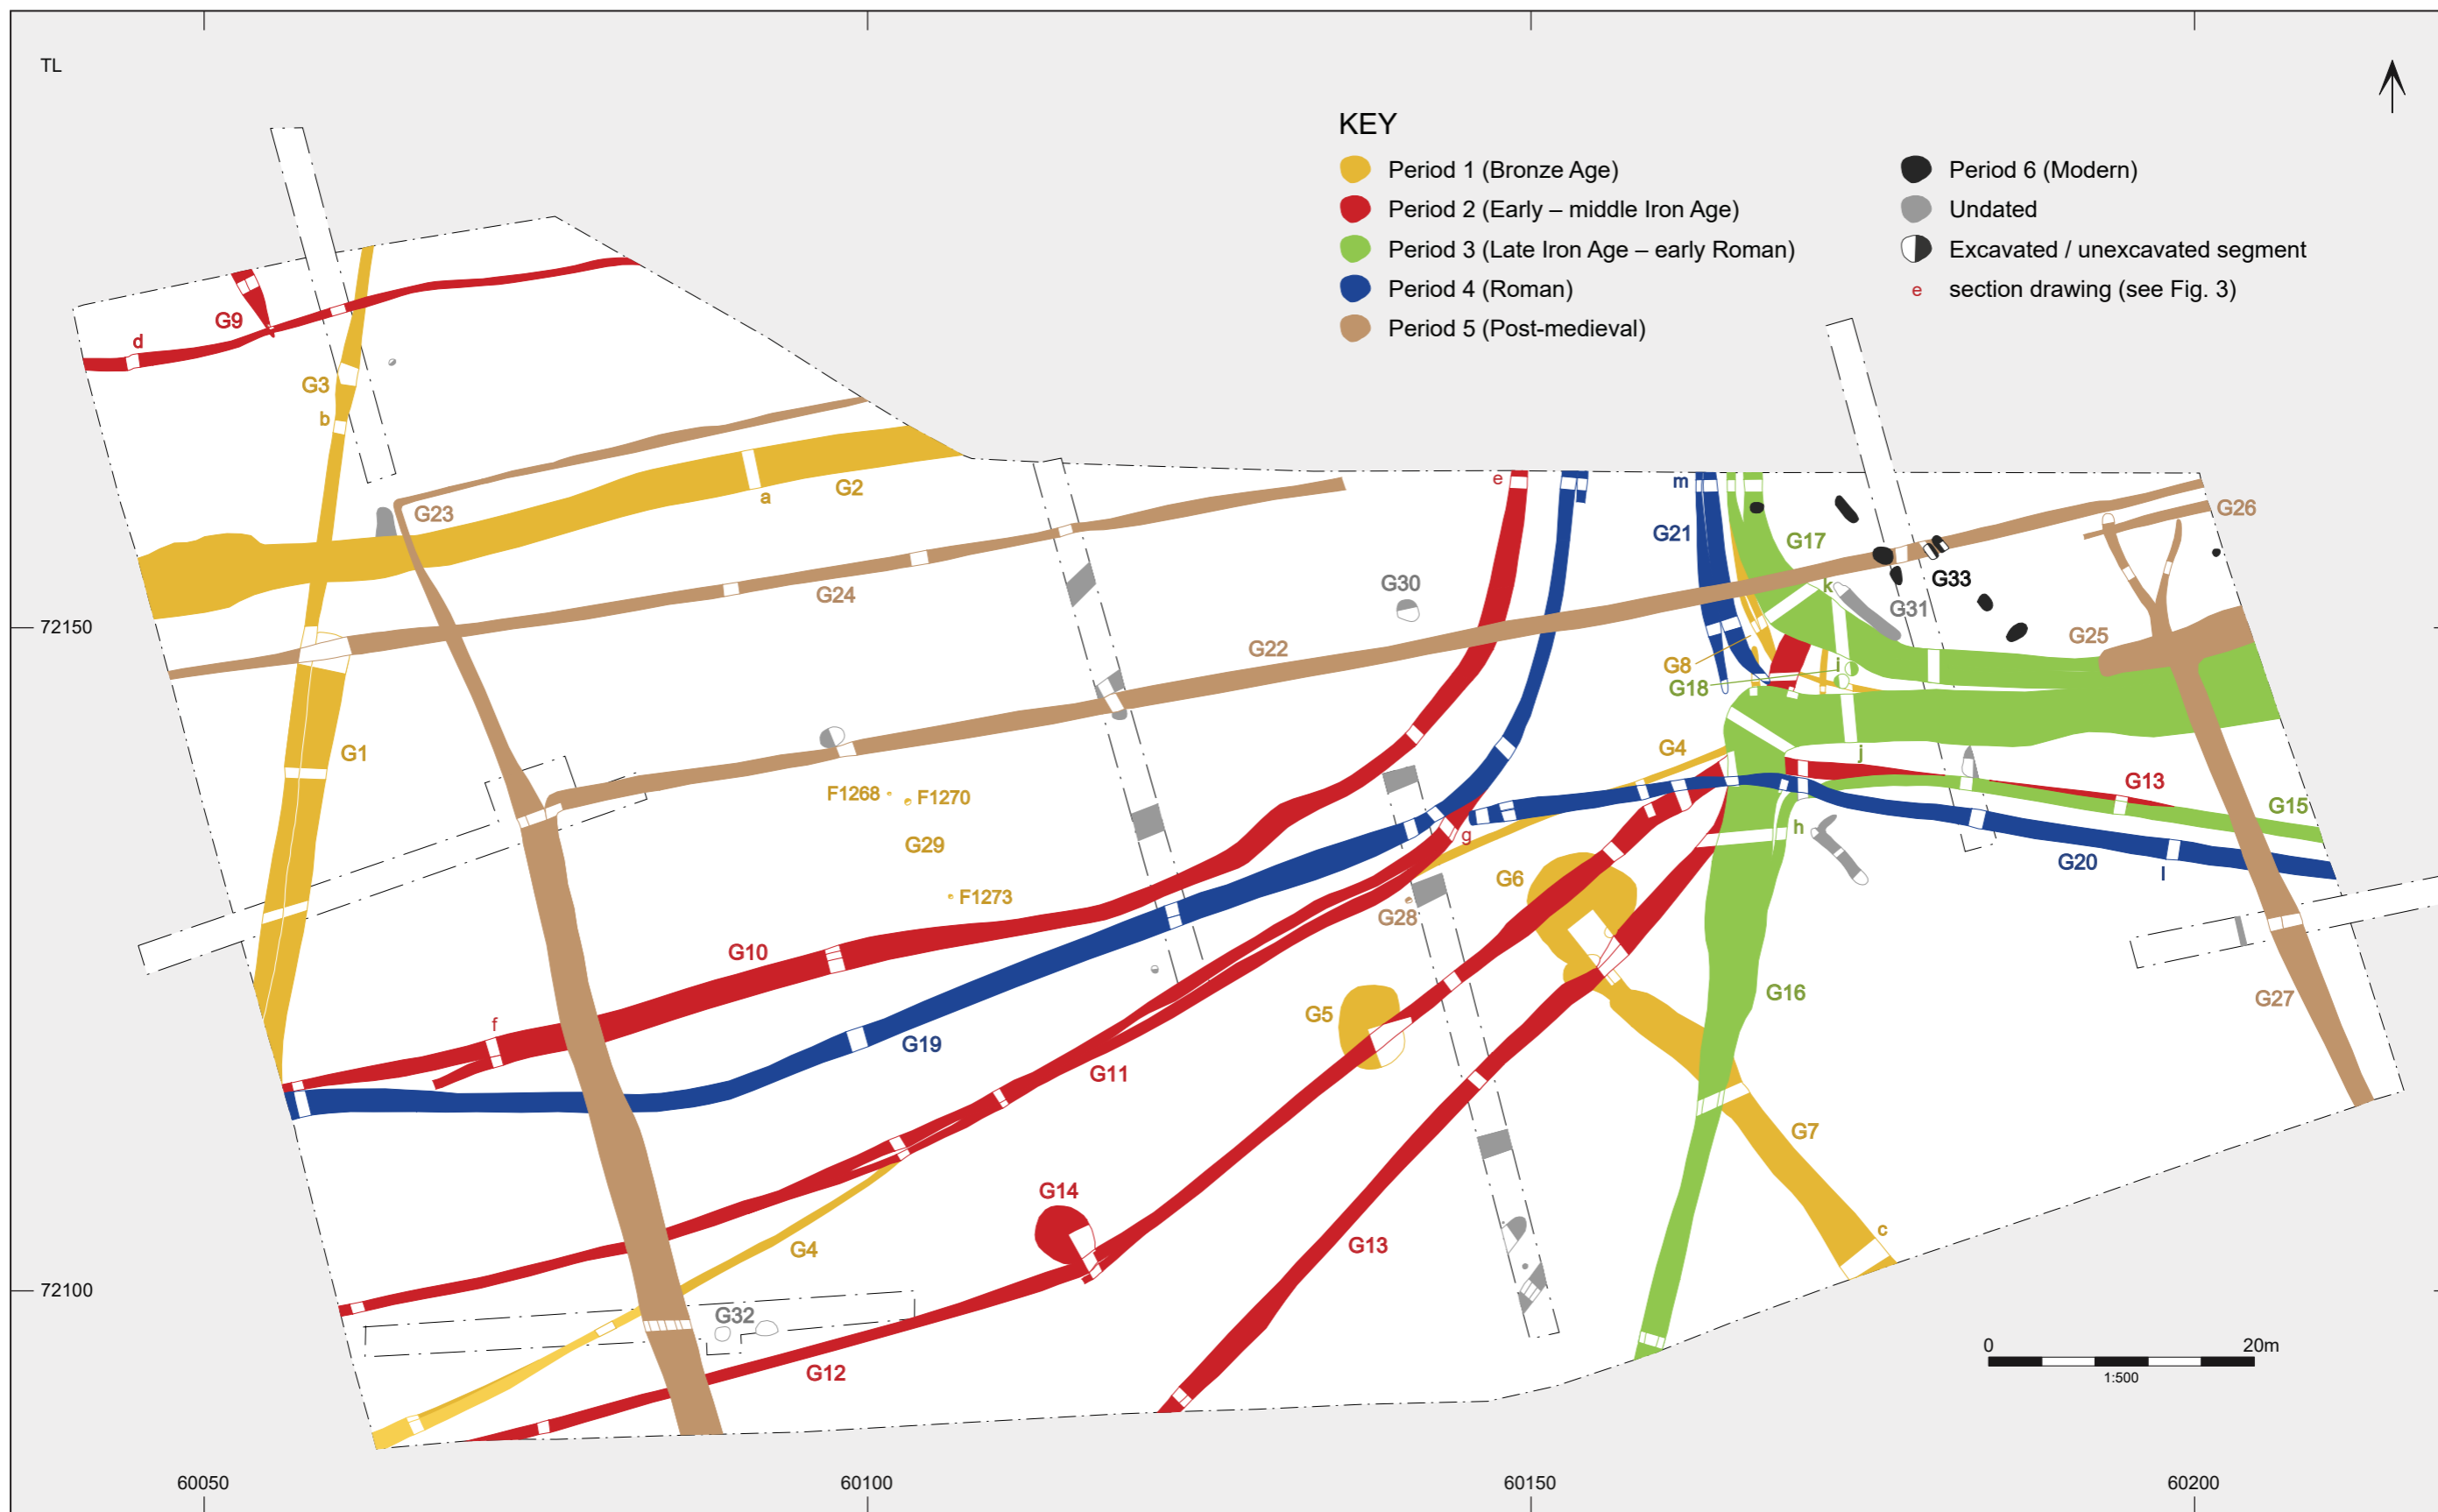 TL
KEY
Period 1 (Bronze Age)
Period 2 (Early – middle Iron Age)
Period 3 (Late Iron Age – early Roman)
Period 4 (Roman)
Period 5 (Post-medieval)
Period 6 (Modern)
Undated
Excavated / unexcavated segment
e section drawing (see Fig. 3)
G9
d
G3
b
G2
a
G23
e
m
G21
G17
G26
G24
G30
k
G31
G33
72150
G22
G8
i
G18
G25
G1
G4
j
G13
F1268
F1270
G15
g
h
G29
G20
l
G6
F1273
G28
G10
G16
G27
f
G5
G19
G11
G7
G14
c
G4
G13
72100
G32
G12
0 20m
1:500
60050
60100
60150
60200